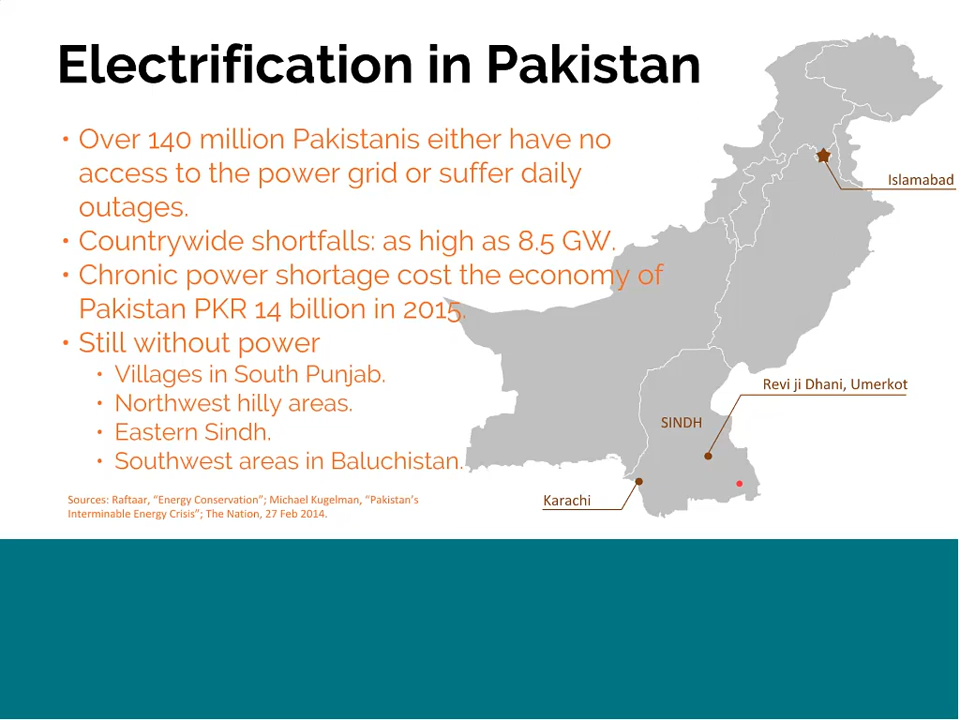 Electrification in Pakistan
• Over 140 million Pakistanis either have no
access to the power grid or suffer daily
outages.
• Countrywide shortfalls: as high as 8.5 GW.
• Chronic power shortage cost the economy of
Pakistan PKR 14 billion in 2015.
• Still without power
• Villages in South Punjab.
• Northwest hilly areas.
• Eastern Sindh.
• Southwest areas in Baluchistan.
Sources: Raftaar, “Energy Conservation”; Michael Kugelman, “Pakistan’s
Interminable Energy Crisis”; The Nation, 27 Feb 2014.
Islamabad
Revi ji Dhani, Umerkot
SINDH
Karachi